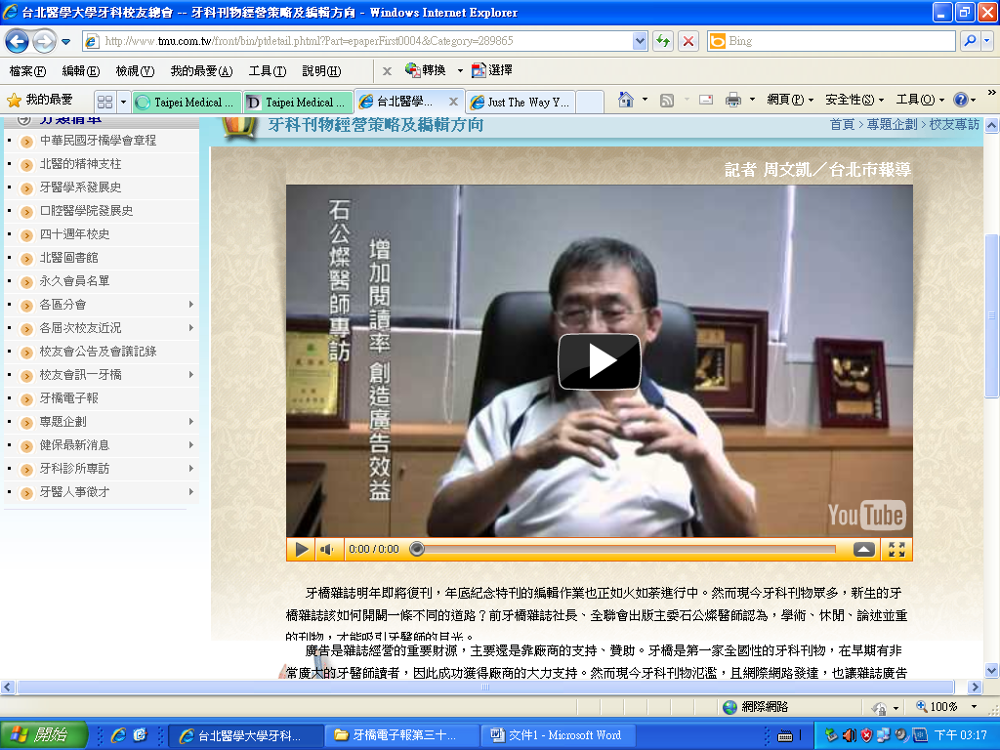 台北醫學大學牙科校友總會 -- 牙科刊物經營策略及編輯方向 - Windows Internet Explorer
http://www.tmu.com.tw/front/bin/ptdetail.phtml?Part=epaperFirst0004&Category=289865
Bing
檔案(F) 編輯(E) 檢視(V) 我的最愛(A) 工具(T) 說明(H)
轉換 選擇
我的最愛
Taipei Medical ...
Taipei Medical ...
台北醫學...
Just The Way Y...
網頁(P) 安全性(S) 工具(O)
分類清單
中華民國牙橋學會章程
北醫的精神支柱
牙醫學系發展史
口腔醫學院發展史
四十週年校史
北醫圖書館
永久會員名單
各區分會
各屆次校友近況
校友會公告及會議記錄
校友會訊─牙橋
牙橋電子報
專題企劃
健保最新消息
牙科診所專訪
牙醫人事徵才
牙科刊物經營策略及編輯方向
首頁 > 專題企劃 > 校友專訪
記者 周文凱／台北市報導
石公燦醫師專訪
增加閱讀率 創造廣告效益
YouTube
0:00 / 0:00
牙橋雜誌明年即將復刊，年底紀念特刊的編輯作業也正如火如荼進行中。然而現今牙科刊物眾多，新生的牙
橋雜誌該如何開闢一條不同的道路？前牙橋雜誌社長、全聯會出版主委石公燦醫師認為，學術、休閒、論述並重
的刊物，才能吸引牙醫師的目光。
廣告是雜誌經營的重要財源，主要還是靠廠商的支持、贊助。牙橋是第一家全國性的牙科刊物，在早期有非
常廣大的牙醫師讀者，因此成功獲得廠商的大力支持。然而現今牙科刊物氾濫，且網際網路發達，也讓雜誌廣告
網際網路
100%
開始
台北醫學大學牙科...
牙橋電子報第三十...
文件1 - Microsoft Word
下午 03:17